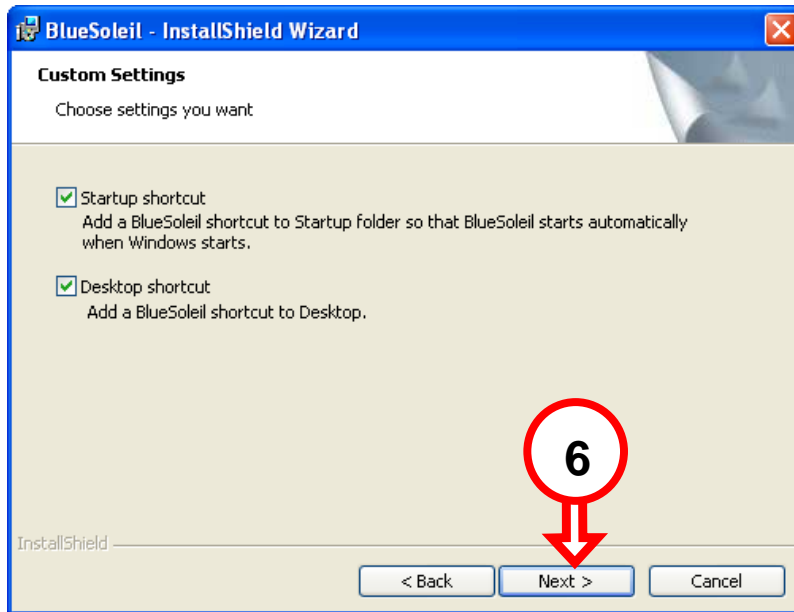 BlueSoleil - InstallShield Wizard
Custom Settings
Choose settings you want
Startup shortcut
Add a BlueSoleil shortcut to Startup folder so that BlueSoleil starts automatically
when Windows starts.
Desktop shortcut
Add a BlueSoleil shortcut to Desktop.
6
InstallShield
< Back Next > Cancel